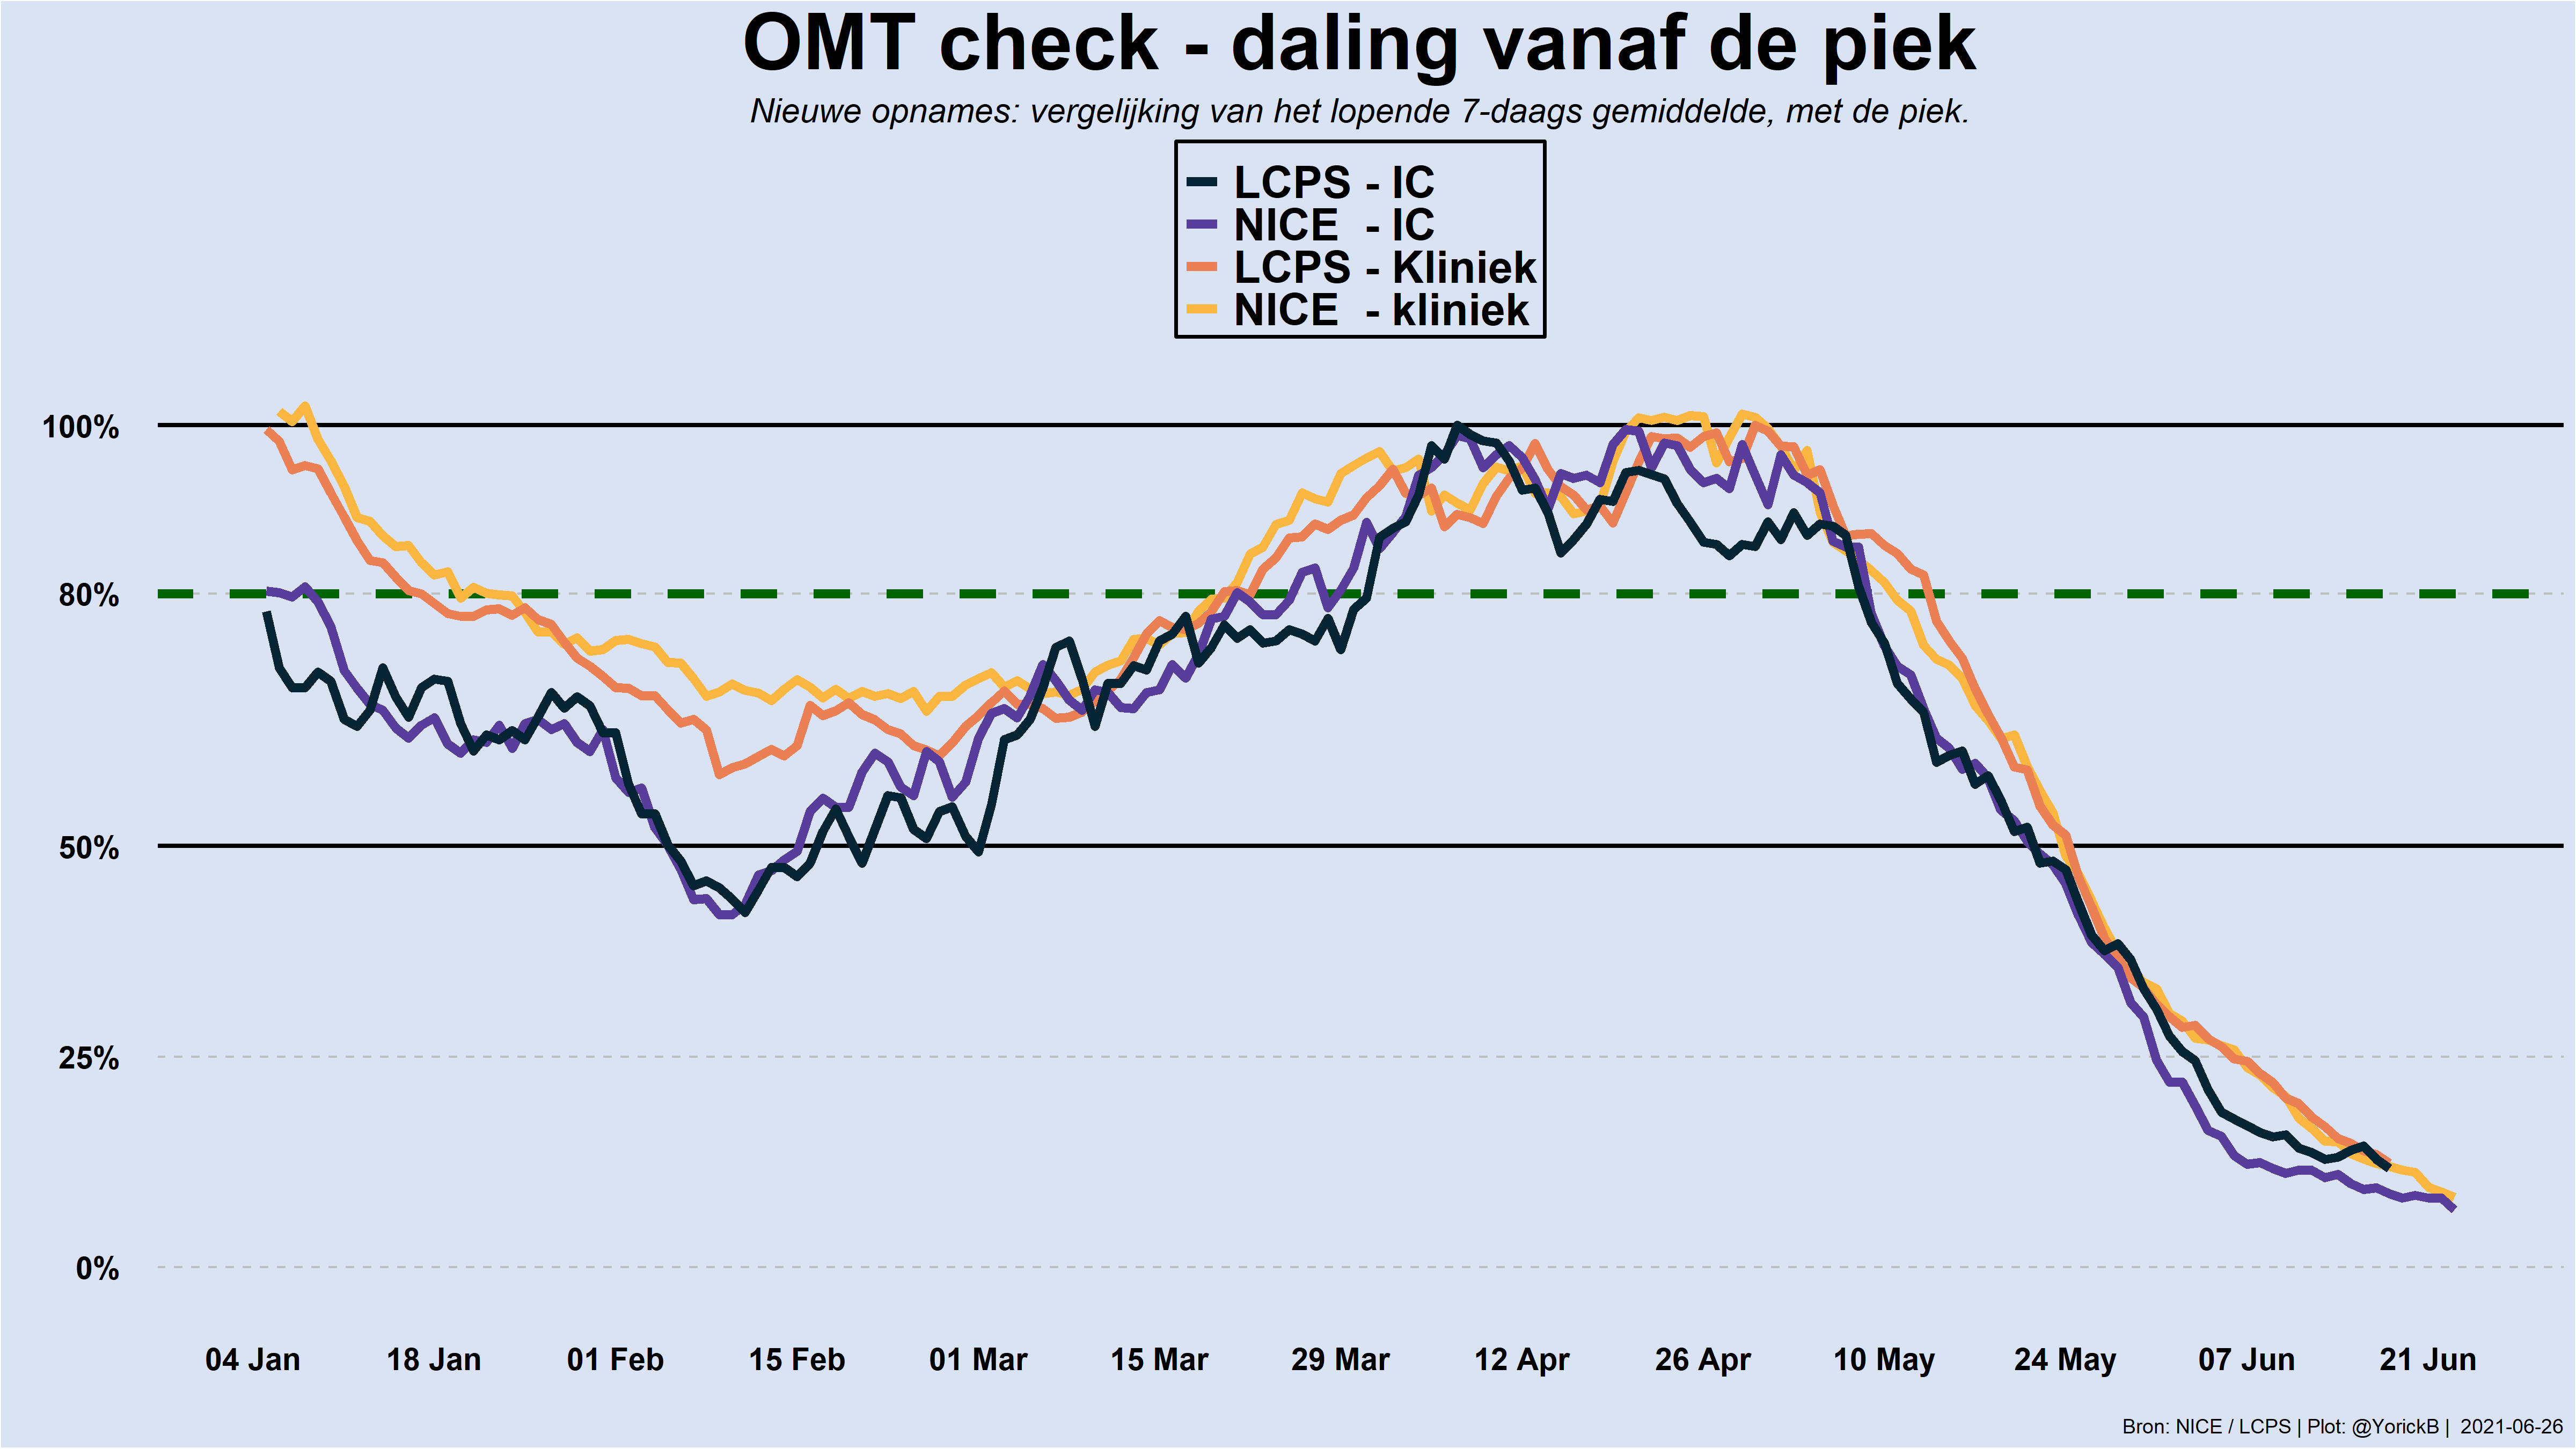 OMT check - daling vanaf de piek
Nieuwe opnames: vergelijking van het lopende 7-daags gemiddelde, met de piek.
LCPS - IC
NICE - IC
LCPS - Kliniek
NICE - kliniek
100%
80%
50%
25%
0%
04 Jan 18 Jan 01 Feb 15 Feb 01 Mar 15 Mar 29 Mar 12 Apr 26 Apr 10 May 24 May 07 Jun 21 Jun
Bron: NICE / LCPS | Plot: @YorickB | 2021-06-26